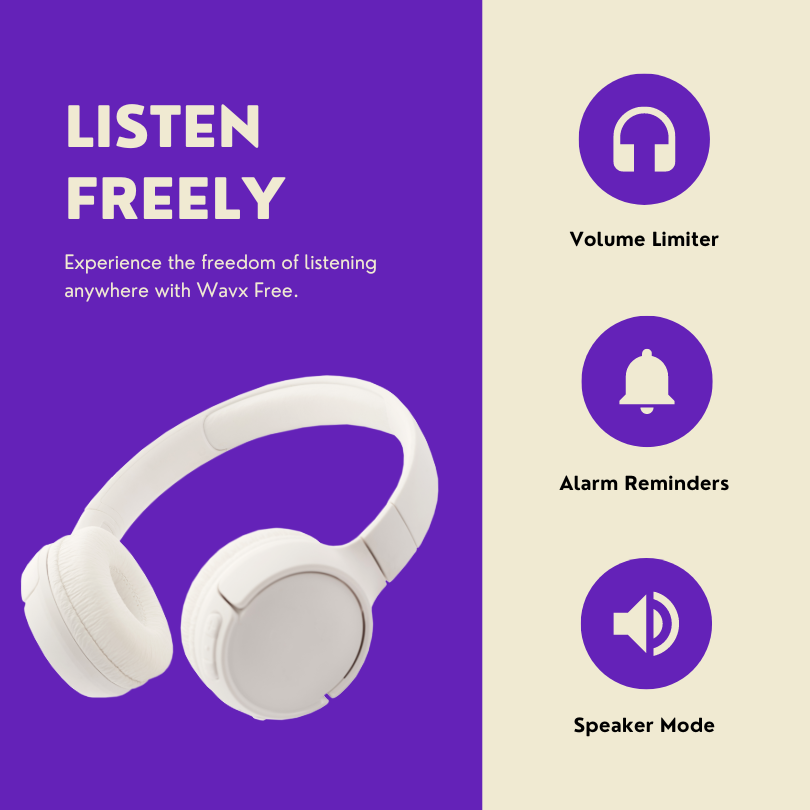 LISTEN
FREELY
Experience the freedom of listening
anywhere with Wavx Free.
Volume Limiter
Alarm Reminders
Speaker Mode